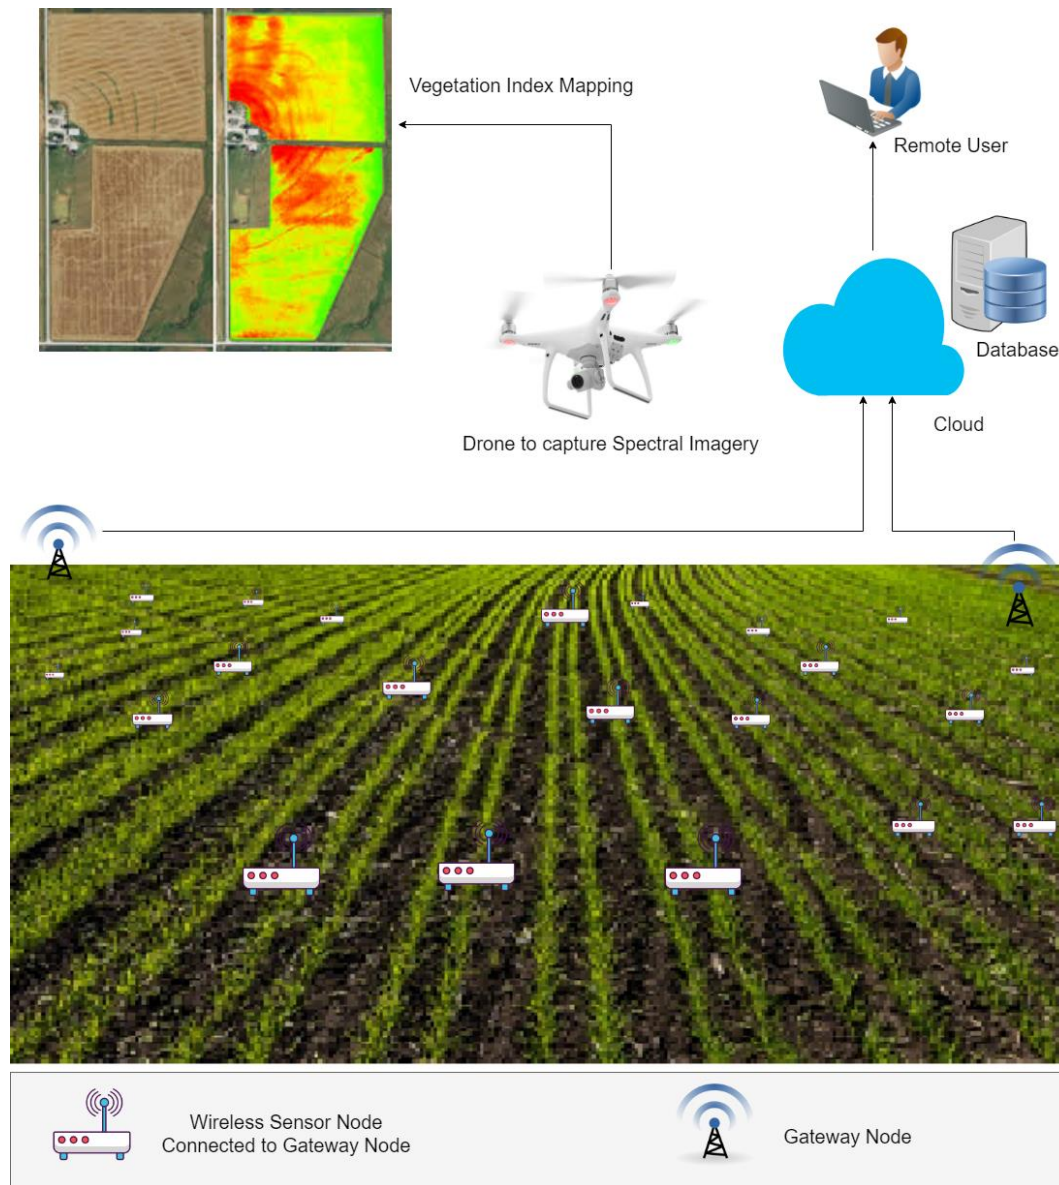 Vegetation Index Mapping
Remote User
Database
Drone to capture Spectral Imagery
Cloud
Wireless Sensor Node
Connected to Gateway Node
Gateway Node